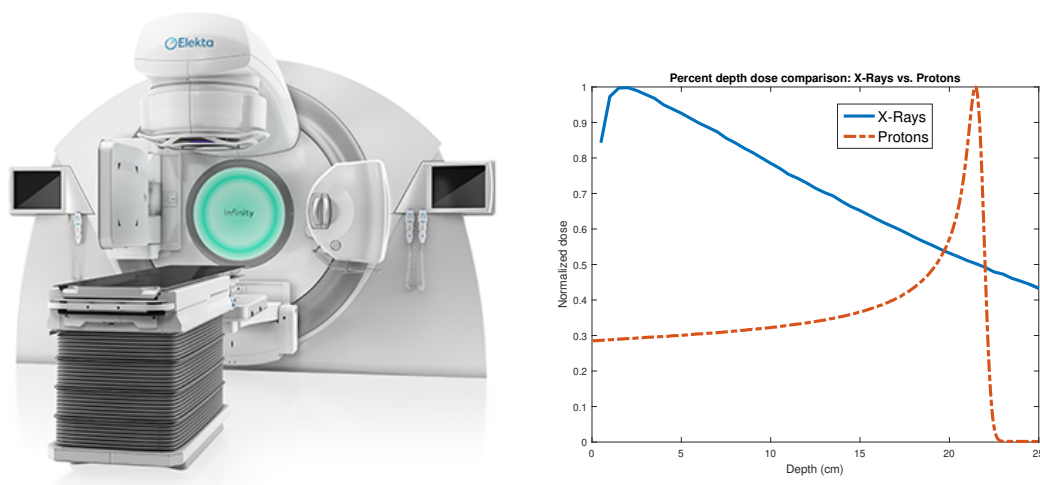 Elekta
Infinity
Percent depth dose comparison: X-Rays vs. Protons
X-Rays
Protons
Normalized dose
1
0.9
0.8
0.7
0.6
0.5
0.4
0.3
0.2
0.1
0
0
5
10
15
20
25
Depth (cm)